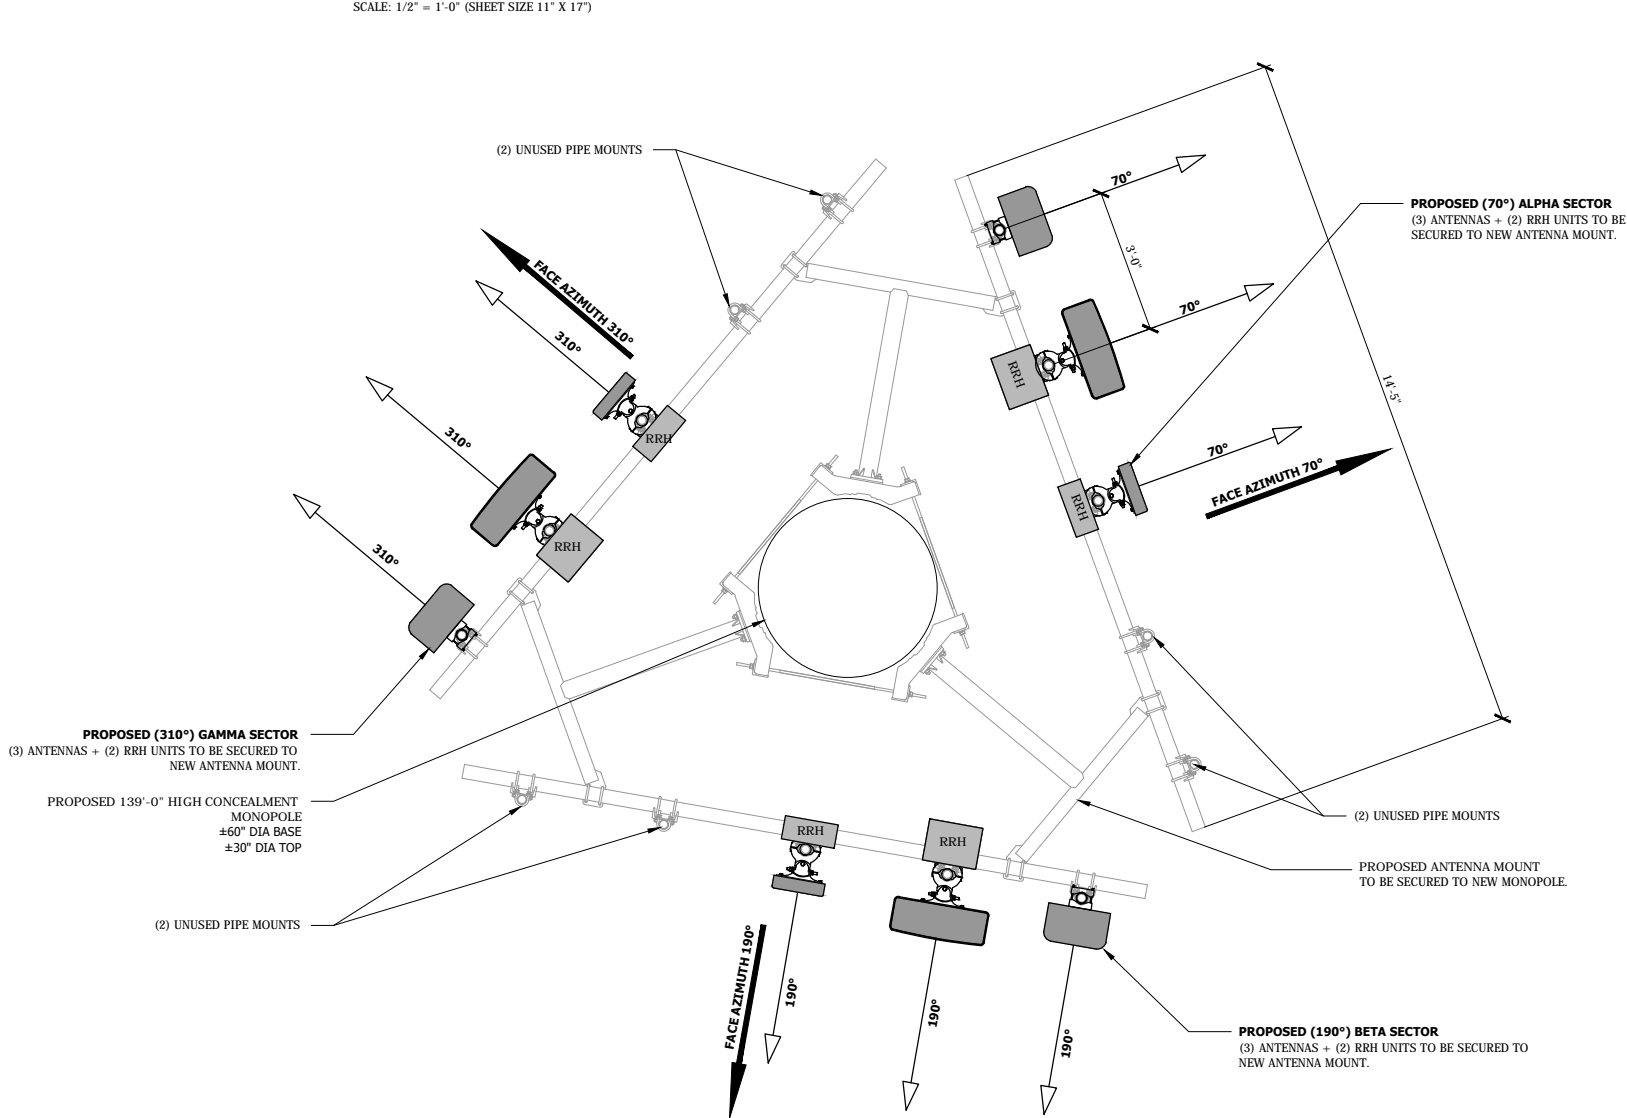 SCALE: 1/2" = 1'-0" (SHEET SIZE 11" X 17")
(2) UNUSED PIPE MOUNTS
70°
PROPOSED (70°) ALPHA SECTOR
(3) ANTENNAS + (2) RRH UNITS TO BE
SECURED TO NEW ANTENNA MOUNT.
3'-0"
FACE AZIMUTH 310°
70°
310°
RRH
14'-5"
310°
RRH
70°
FACE AZIMUTH 70°
RRH
310°
RRH
PROPOSED (310°) GAMMA SECTOR
(3) ANTENNAS + (2) RRH UNITS TO BE SECURED TO
NEW ANTENNA MOUNT.
PROPOSED 139'-0" HIGH CONCEALMENT
MONOPOLE
±60" DIA BASE
±30" DIA TOP
(2) UNUSED PIPE MOUNTS
RRH
RRH
(2) UNUSED PIPE MOUNTS
PROPOSED ANTENNA MOUNT
TO BE SECURED TO NEW MONOPOLE.
FACE AZIMUTH 190°
190°
190°
190°
PROPOSED (190°) BETA SECTOR
(3) ANTENNAS + (2) RRH UNITS TO BE SECURED TO
NEW ANTENNA MOUNT.